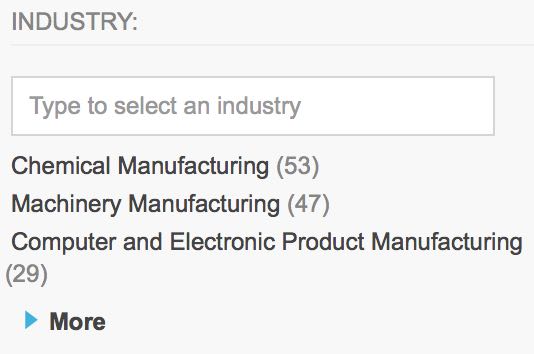 INDUSTRY:
Type to select an industry
Chemical Manufacturing (53)
Machinery Manufacturing (47)
Computer and Electronic Product Manufacturing
(29)
More